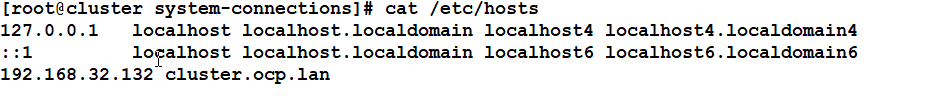 [root@cluster system-connections]# cat /etc/hosts
127.0.0.1   localhost localhost.localdomain localhost4 localhost4.localdomain4
::1         localhost localhost.localdomain localhost6 localhost6.localdomain6
192.168.32.132 cluster.ocp.lan